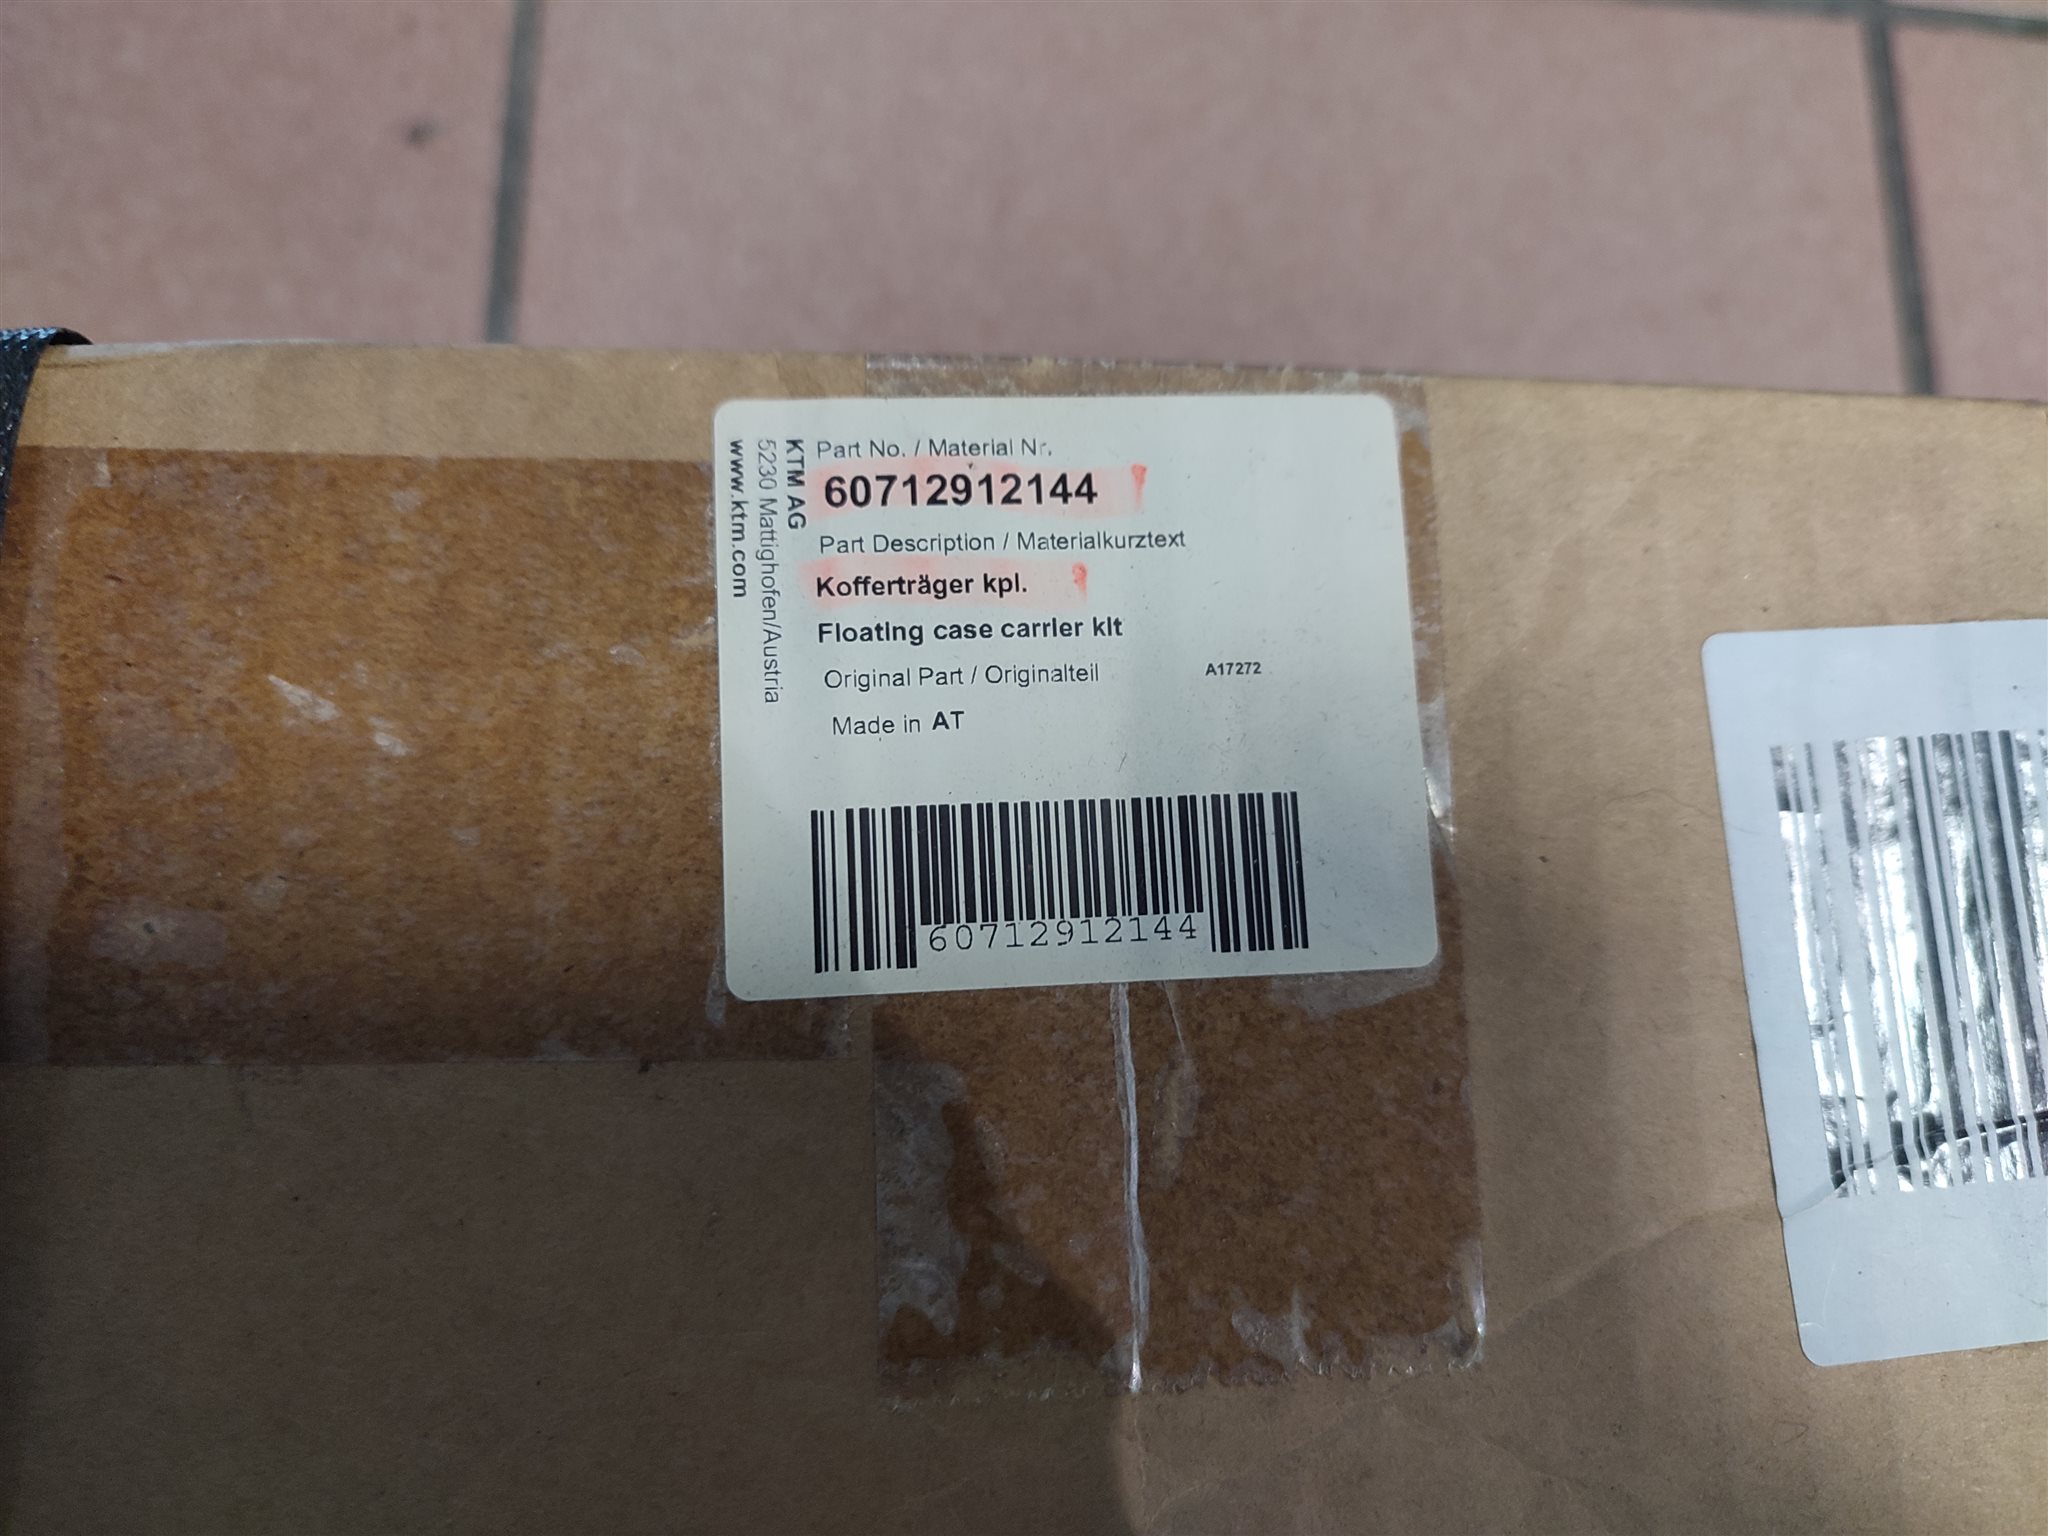 Part No. / Material Nr.
60712912144
Part Description / Materialkurztext
Kofferträger kpl.
Floating case carrier kit
Original Part / Originalteil A17272
Made in AT
60712912144
KTM AG
5230 Mattighofen/Austria
www.ktm.com